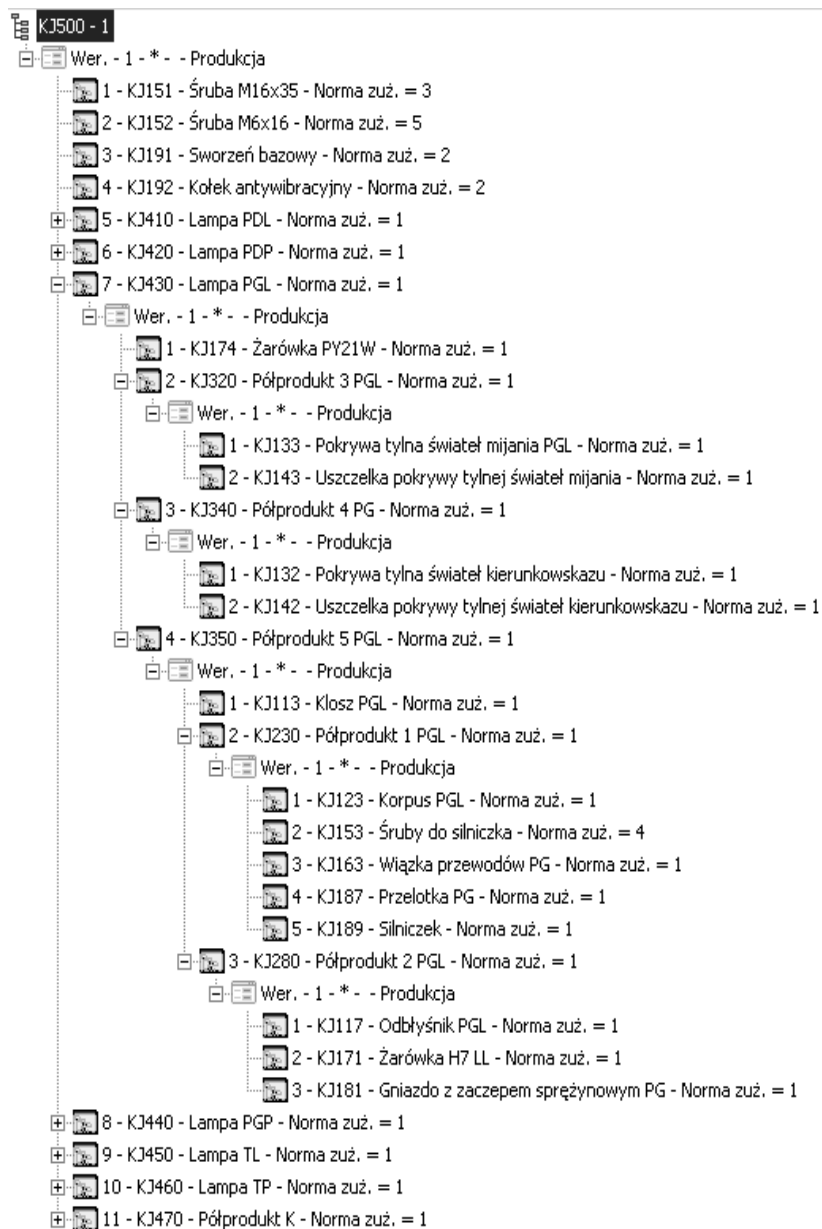 KJ500 - 1
Wer. - 1 - * - - Produkcja
1 - KJ151 - Śruba M16x35 - Norma zuż. = 3
2 - KJ152 - Śruba M6x16 - Norma zuż. = 5
3 - KJ191 - Sworzeń bazowy - Norma zuż. = 2
4 - KJ192 - Kołek antywibracyjny - Norma zuż. = 2
5 - KJ410 - Lampa PDL - Norma zuż. = 1
6 - KJ420 - Lampa PDP - Norma zuż. = 1
7 - KJ430 - Lampa PGL - Norma zuż. = 1
Wer. - 1 - * - - Produkcja
1 - KJ174 - Żarówka PY21W - Norma zuż. = 1
2 - KJ320 - Półprodukt 3 PGL - Norma zuż. = 1
Wer. - 1 - * - - Produkcja
1 - KJ133 - Pokrywa tylna świateł mijania PGL - Norma zuż. = 1
2 - KJ143 - Uszczelka pokrywy tylnej świateł mijania - Norma zuż. = 1
3 - KJ340 - Półprodukt 4 PG - Norma zuż. = 1
Wer. - 1 - * - - Produkcja
1 - KJ132 - Pokrywa tylna świateł kierunkowskazu - Norma zuż. = 1
2 - KJ142 - Uszczelka pokrywy tylnej świateł kierunkowskazu - Norma zuż. = 1
4 - KJ350 - Półprodukt 5 PGL - Norma zuż. = 1
Wer. - 1 - * - - Produkcja
1 - KJ113 - Klosz PGL - Norma zuż. = 1
2 - KJ230 - Półprodukt 1 PGL - Norma zuż. = 1
Wer. - 1 - * - - Produkcja
1 - KJ123 - Korpus PGL - Norma zuż. = 1
2 - KJ153 - Śruby do silniczka - Norma zuż. = 4
3 - KJ163 - Wiązka przewodów PG - Norma zuż. = 1
4 - KJ187 - Przelotka PG - Norma zuż. = 1
5 - KJ189 - Silniczek - Norma zuż. = 1
3 - KJ280 - Półprodukt 2 PGL - Norma zuż. = 1
Wer. - 1 - * - - Produkcja
1 - KJ117 - Odbłyśnik PGL - Norma zuż. = 1
2 - KJ171 - Żarówka H7 LL - Norma zuż. = 1
3 - KJ181 - Gniazdo z zaczepem sprężynowym PG - Norma zuż. = 1
8 - KJ440 - Lampa PGP - Norma zuż. = 1
9 - KJ450 - Lampa TL - Norma zuż. = 1
10 - KJ460 - Lampa TP - Norma zuż. = 1
11 - KJ470 - Półprodukt K - Norma zuż. = 1